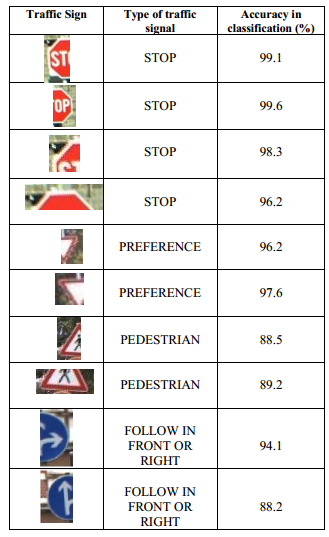 Traffic Sign Type of traffic signal Accuracy in classification (%)
ST STOP 99.1
OP STOP 99.6
STOP 98.3
STOP 96.2
PREFERENCE 96.2
PREFERENCE 97.6
PEDESTRIAN 88.5
PEDESTRIAN 89.2
FOLLOW IN FRONT OR RIGHT 94.1
FOLLOW IN FRONT OR RIGHT 88.2